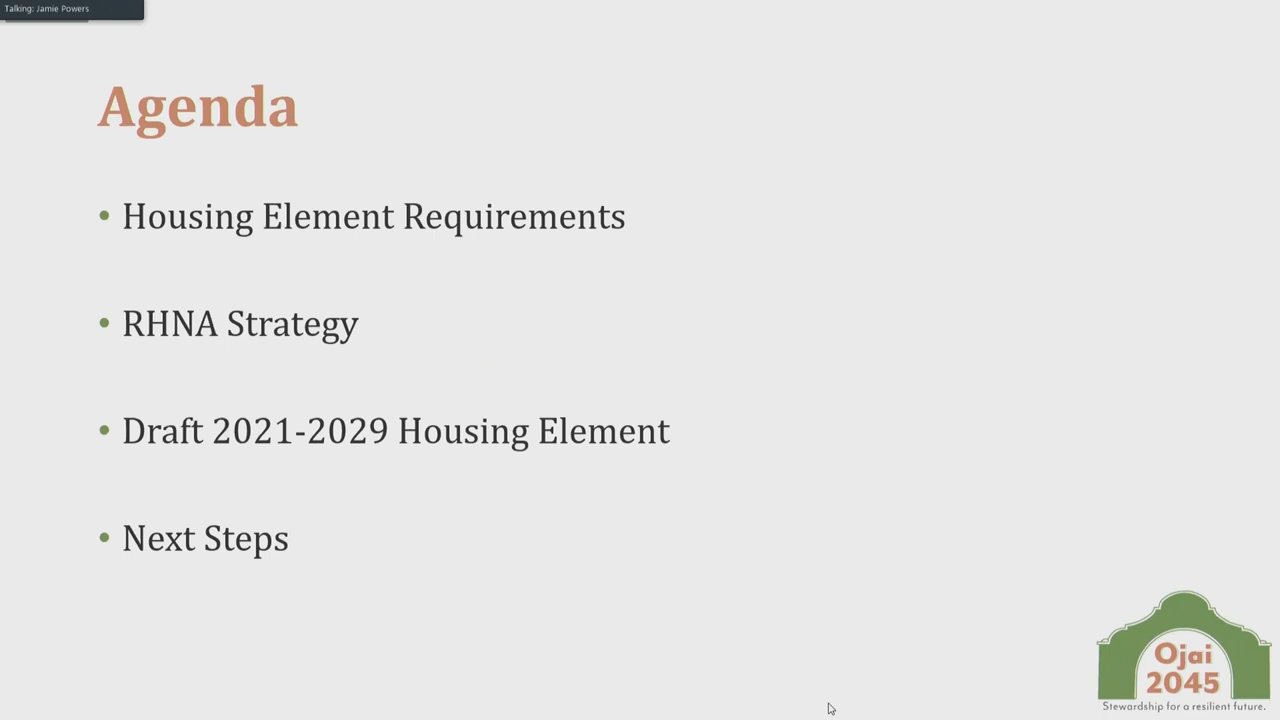 Talking: Jamie Powers
Agenda
• Housing Element Requirements
• RHNA Strategy
• Draft 2021-2029 Housing Element
• Next Steps
Ojai
2045
Stewardship for a resilient future.